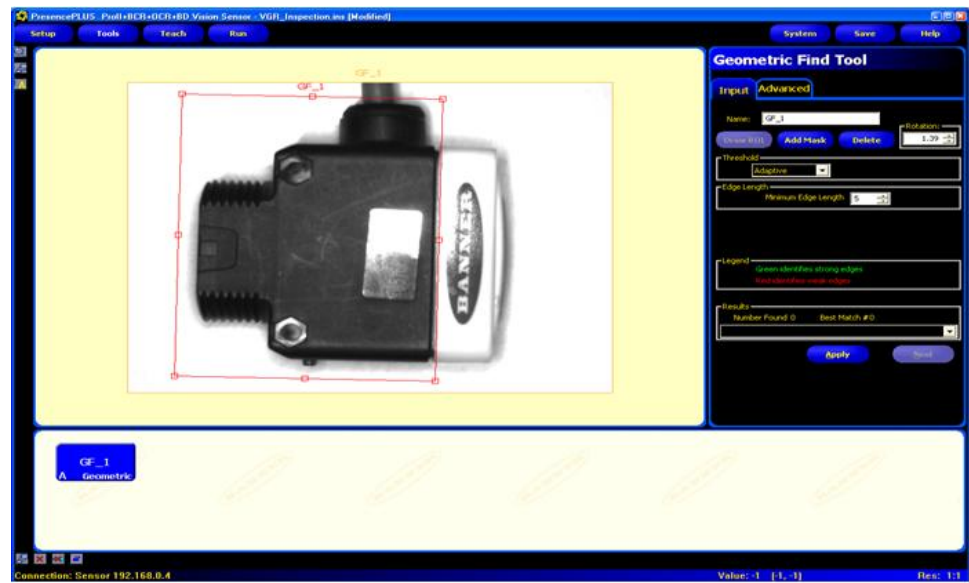 PresencePLUS ProII+BCR+OCR+BD Vision Sensor - VGR_Inspection.ins [Modified]
Setup Tools Teach Run System Save Help
Geometric Find Tool
Input Advanced
Name: GF_1
Rotation:
Draw ROI Add Mask Delete 1.39
Threshold
Adaptive
Edge Length
Minimum Edge Length 5
Legend
Green identifies strong edges
Red identifies weak edges
Results
Number Found 0 Best Match #0
Apply Next
GF_1
GF_1
BANNER
GF_1
A Geometric
Connection: Sensor 192.168.0.4 Value: -1 [-1, -1] Res: 1:1